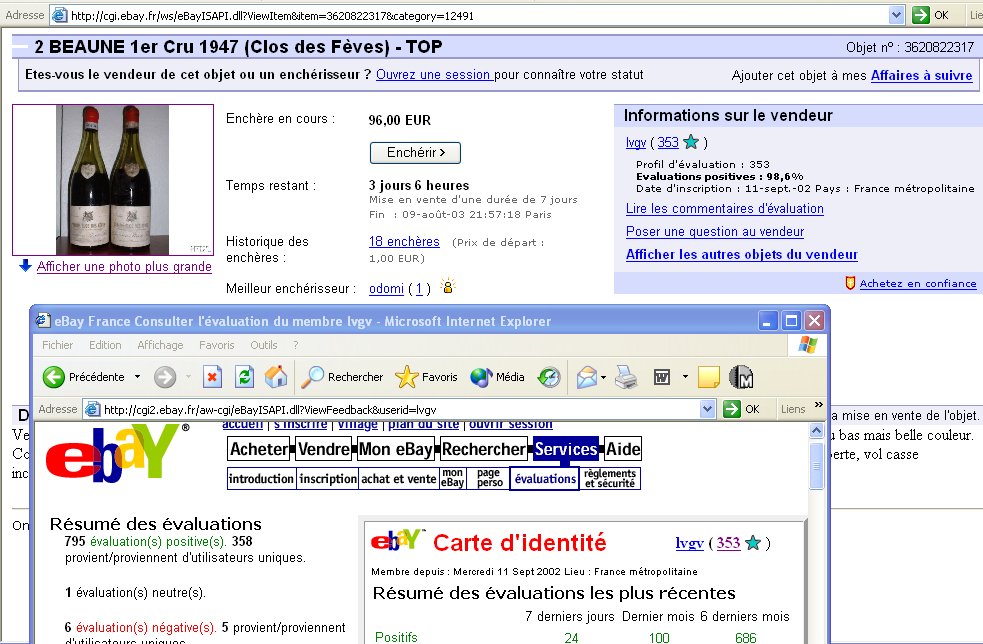 Adresse http://cgi.ebay.fr/ws/eBayISAPI.dll?ViewItem&item=3620822317&category=12491 OK
2 BEAUNE 1er Cru 1947 (Clos des Fèves) - TOP Objet nº : 3620822317
Etes-vous le vendeur de cet objet ou un enchérisseur ? Ouvrez une session pour connaître votre statut Ajouter cet objet à mes Affaires à suivre
Enchère en cours : 96,00 EUR
Enchérir >
Temps restant : 3 jours 6 heures
Mise en vente d'une durée de 7 jours
Fin : 09-août-03 21:57:18 Paris
Historique des enchères : 18 enchères (Prix de départ : 1,00 EUR)
Meilleur enchérisseur : odomi ( 1 )
Afficher une photo plus grande
Informations sur le vendeur
lvgv ( 353 )
Profil d'évaluation : 353
Evaluations positives : 98,6%
Date d'inscription : 11-sept.-02 Pays : France métropolitaine
Lire les commentaires d'évaluation
Poser une question au vendeur
Afficher les autres objets du vendeur
Achetez en confiance
eBay France Consulter l'évaluation du membre lvgv - Microsoft Internet Explorer
Fichier Edition Affichage Favoris Outils ?
Précédente Rechercher Favoris Média
Adresse http://cgi2.ebay.fr/aw-cgi/eBayISAPI.dll?ViewFeedback&userid=lvgv OK Liens »
a mise en vente de l'objet.
bas mais belle couleur.
vol casse
ebaY ®
accueil | s'inscrire | village | plan du site | ouvrir session
Acheter Vendre Mon eBay Rechercher Services Aide
introduction inscription achat et vente mon eBay page perso évaluations règlements et sécurité
Résumé des évaluations
795 évaluation(s) positive(s). 358
provient/proviennent d'utilisateurs uniques.
1 évaluation(s) neutre(s).
6 évaluation(s) négative(s). 5 provient/proviennent
d'utilisateurs uniques
ebaY™ Carte d'identité lvgv ( 353 )
Membre depuis : Mercredi 11 Sept 2002 Lieu : France métropolitaine
Résumé des évaluations les plus récentes
7 derniers jours Dernier mois 6 derniers mois
Positifs 24 100 686